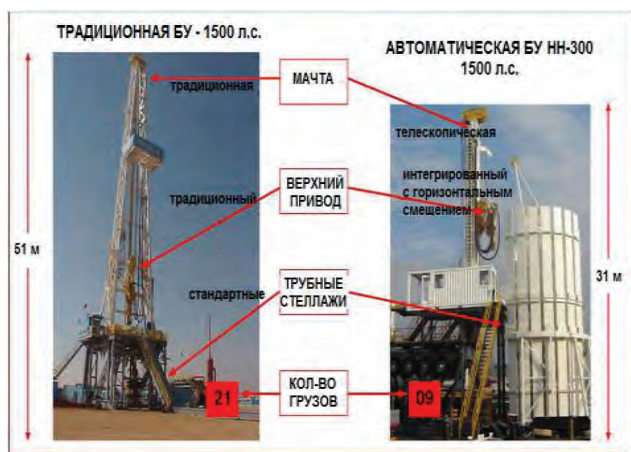 ТРАДИЦИОННАЯ БУ - 1500 л.с.
АВТОМАТИЧЕСКАЯ БУ НН-300
1500 л.с.
МАЧТА
традиционная
телескопическая
ВЕРХНИЙ
ПРИВОД
традиционный
интегрированный
с горизонтальным
смещением
51 м
31 м
ТРУБНЫЕ
СТЕЛЛАЖИ
стандартные
КОЛ-ВО
ГРУЗОВ
21
09